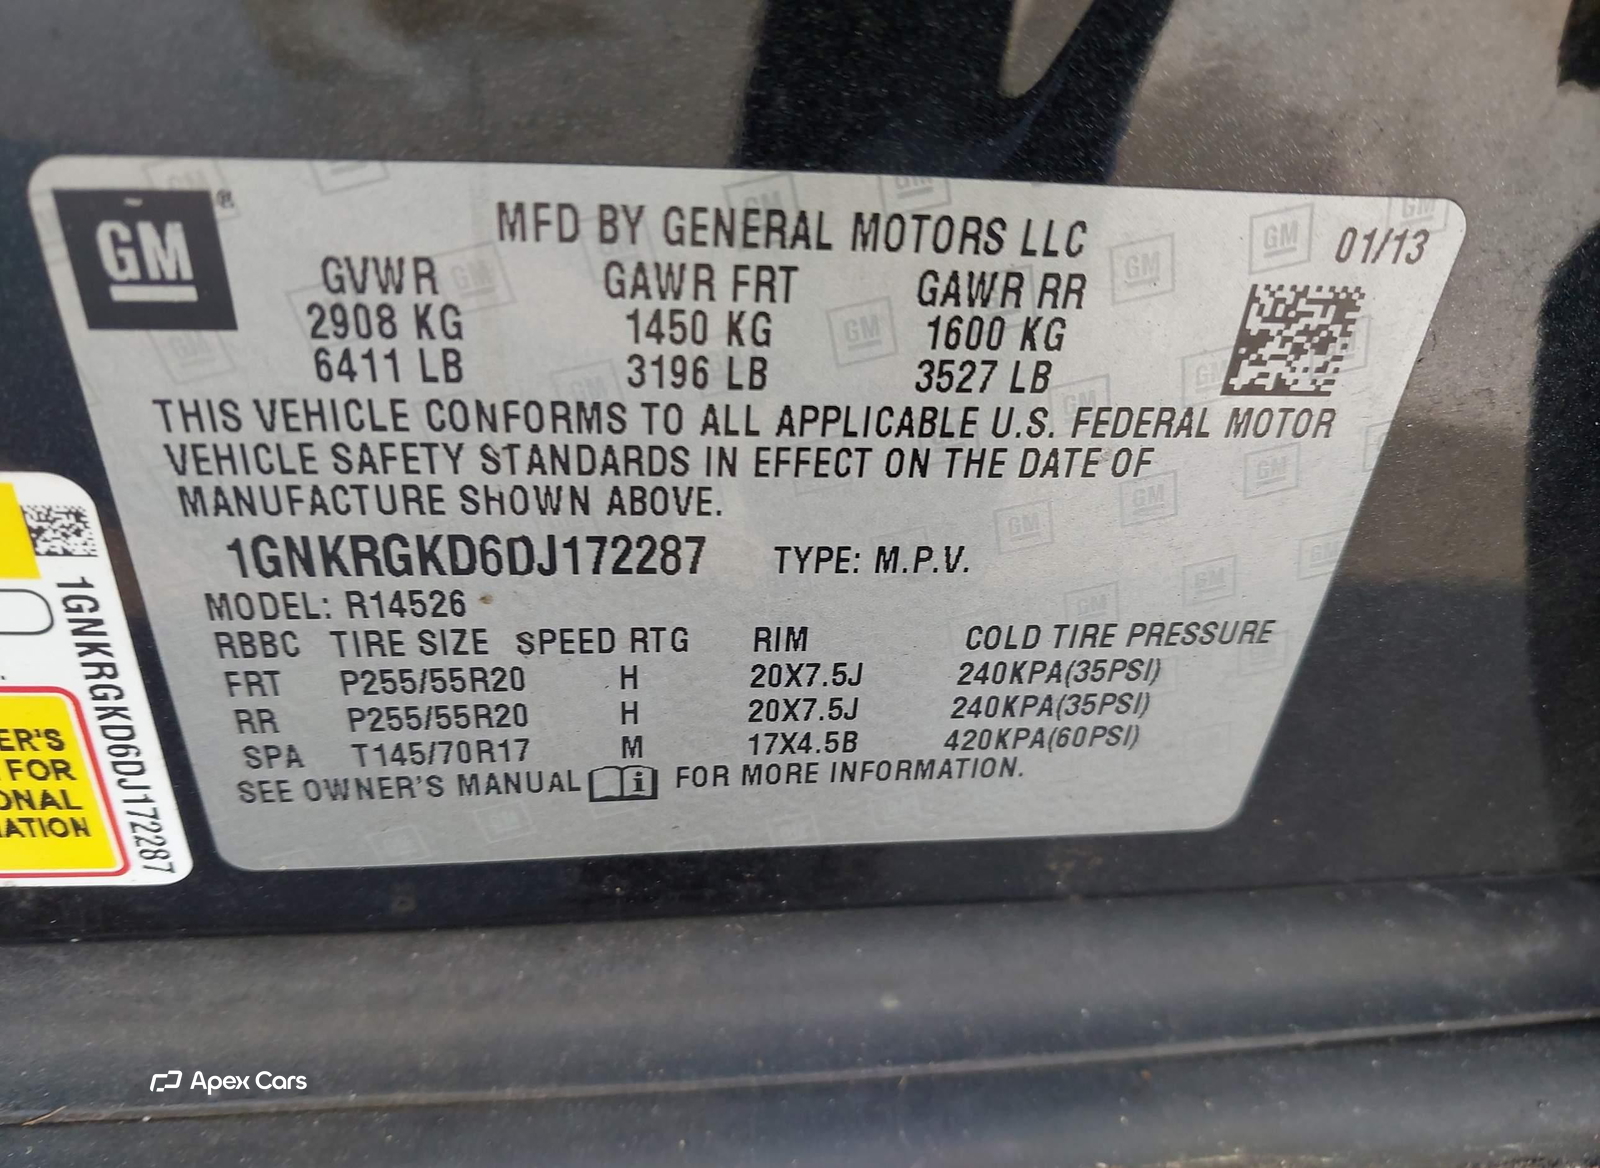 GM®
MFD BY GENERAL MOTORS LLC
01/13
GVWR GAWR FRT GAWR RR
2908 KG 1450 KG 1600 KG
6411 LB 3196 LB 3527 LB
THIS VEHICLE CONFORMS TO ALL APPLICABLE U.S. FEDERAL MOTOR
VEHICLE SAFETY STANDARDS IN EFFECT ON THE DATE OF
MANUFACTURE SHOWN ABOVE.
1GNKRGKD6DJ172287 TYPE: M.P.V.
MODEL: R14526
RBBC TIRE SIZE SPEED RTG RIM COLD TIRE PRESSURE
FRT P255/55R20 H 20X7.5J 240KPA(35PSI)
RR P255/55R20 H 20X7.5J 240KPA(35PSI)
SPA T145/70R17 M 17X4.5B 420KPA(60PSI)
SEE OWNER'S MANUAL i FOR MORE INFORMATION.
1GNKRGKD6DJ172287
ER'S
FOR
ONAL
ATION
Apex Cars